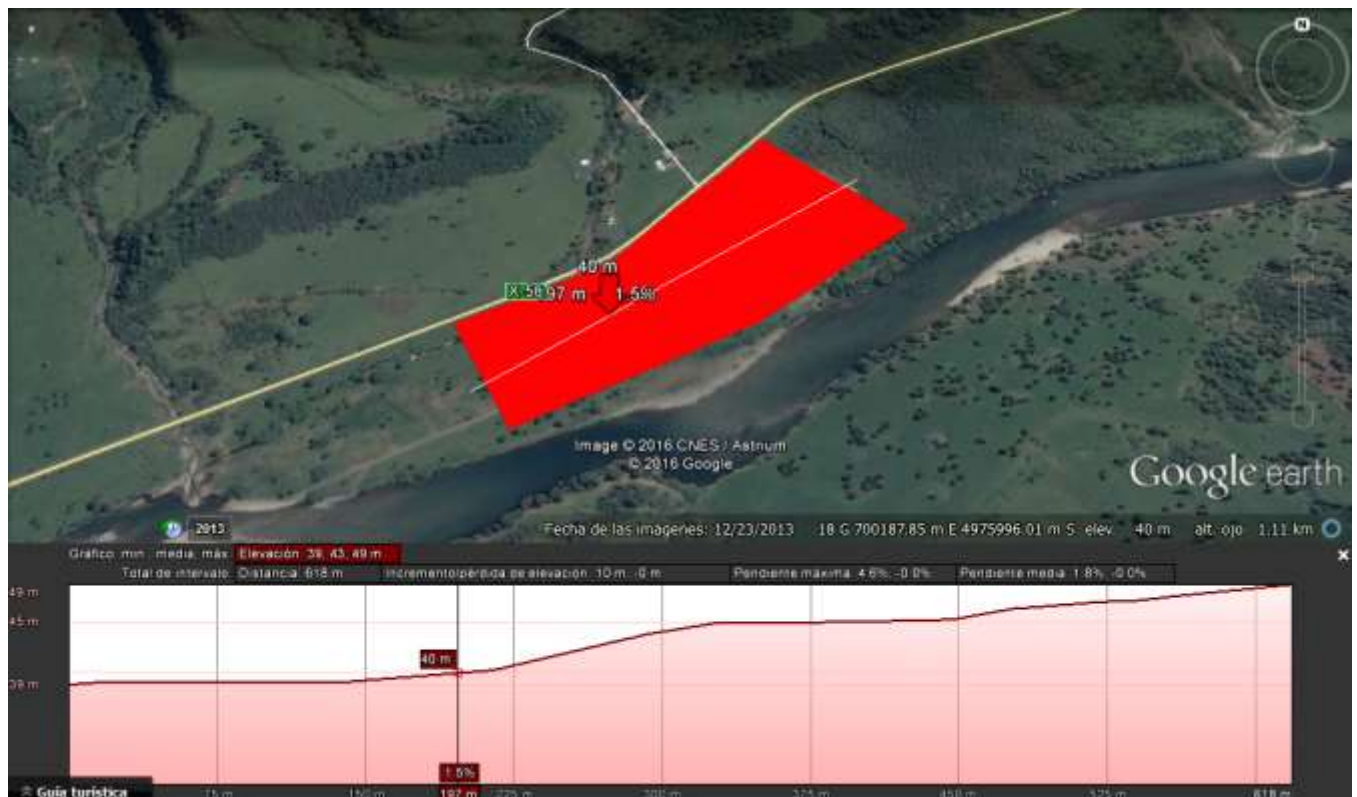 N
40 m
X: 58 97 m 1.5%
Image © 2016 CNES / Astrium
© 2016 Google
Google earth
2013
Fecha de las imágenes: 12/23/2013 18 G 700187.85 m E 4975996.01 m S elev. 40 m alt. ojo 1.11 km
Gráfico: mín., media, máx. Elevación: 39, 43, 49 m
Total de intervalo: Distancia: 618 m Incremento/pérdida de elevación: 10 m, -0 m Pendiente máxima: 4.6%, -0.0% Pendiente media: 1.8%, -0.0%
49 m
45 m
40 m
39 m
1.5%
Guía turística 75 m 150 m 197 m 225 m 300 m 375 m 450 m 525 m 618 m